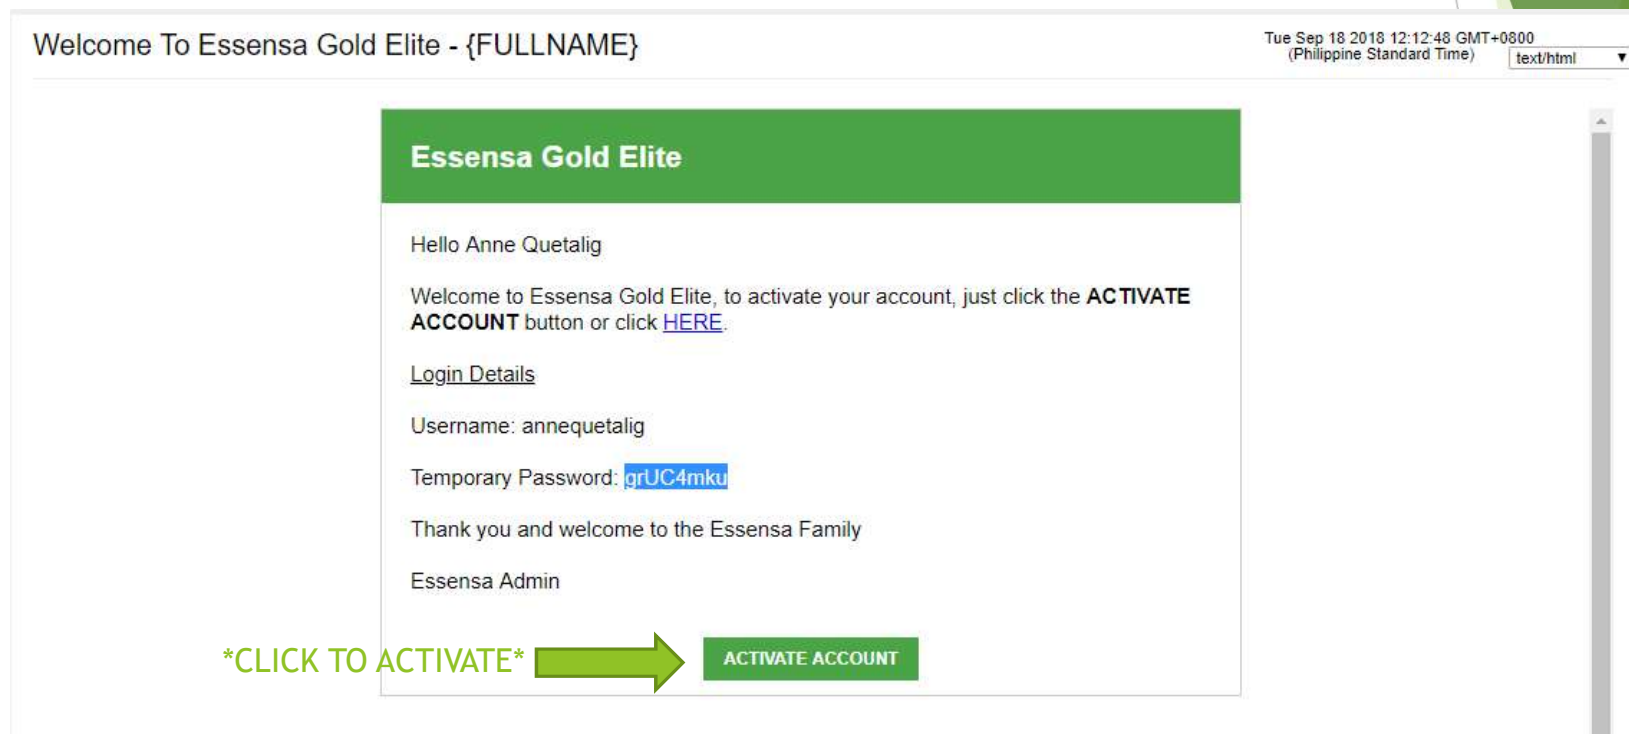 Welcome To Essensa Gold Elite - {FULLNAME}
Tue Sep 18 2018 12:12:48 GMT+0800
(Philippine Standard Time)
text/html
Essensa Gold Elite
Hello Anne Quetalig
Welcome to Essensa Gold Elite, to activate your account, just click the ACTIVATE
ACCOUNT button or click HERE.
Login Details
Username: annequetalig
Temporary Password: grUC4mku
Thank you and welcome to the Essensa Family
Essensa Admin
*CLICK TO ACTIVATE*
ACTIVATE ACCOUNT